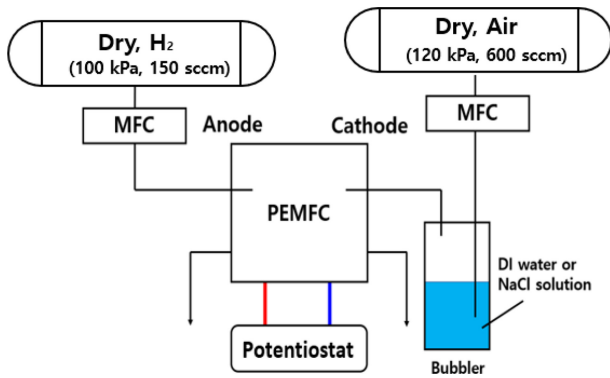 Dry, H₂
(100 kPa, 150 sccm)
Dry, Air
(120 kPa, 600 sccm)
MFC
MFC
Anode
Cathode
PEMFC
DI water or
NaCl solution
Potentiostat
Bubbler